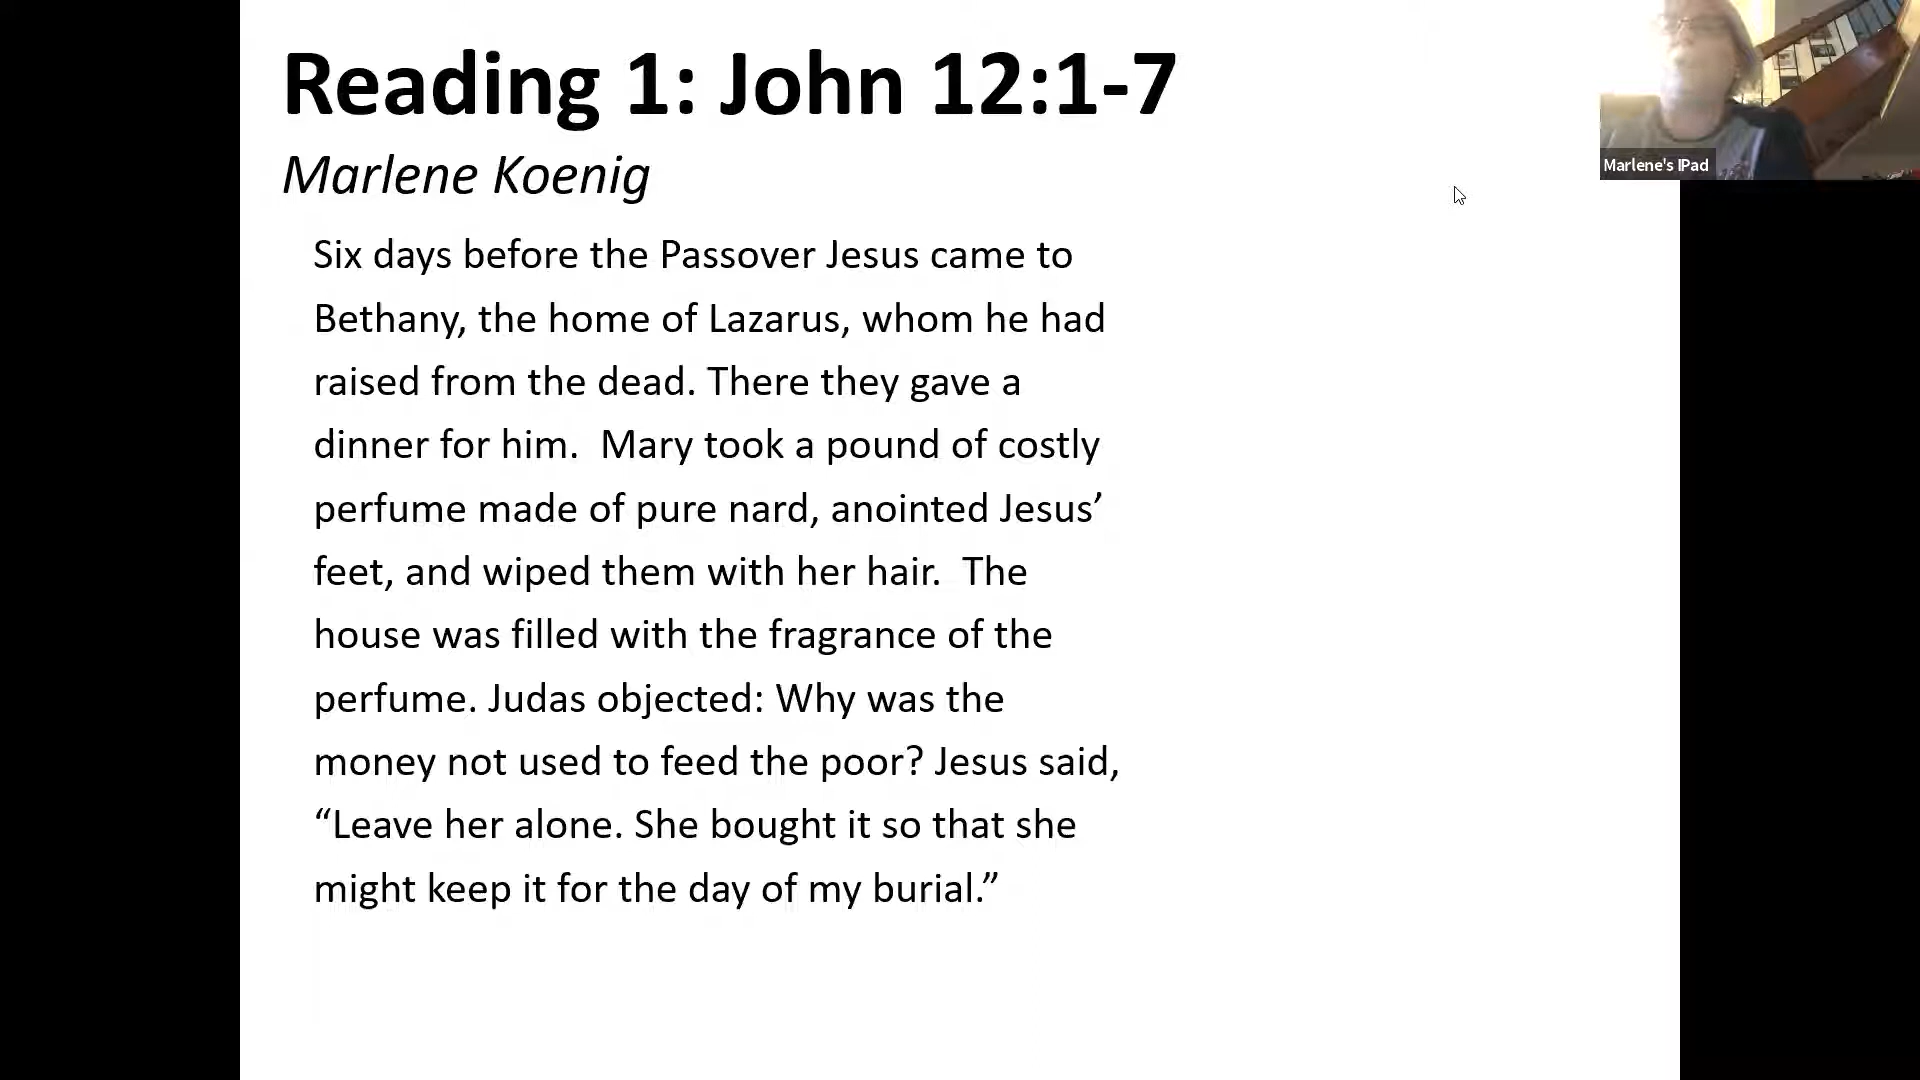 Reading 1: John 12:1-7
Marlene Koenig
Marlene's IPad
Six days before the Passover Jesus came to
Bethany, the home of Lazarus, whom he had
raised from the dead. There they gave a
dinner for him.  Mary took a pound of costly
perfume made of pure nard, anointed Jesus’
feet, and wiped them with her hair.  The
house was filled with the fragrance of the
perfume. Judas objected: Why was the
money not used to feed the poor? Jesus said,
“Leave her alone. She bought it so that she
might keep it for the day of my burial.”